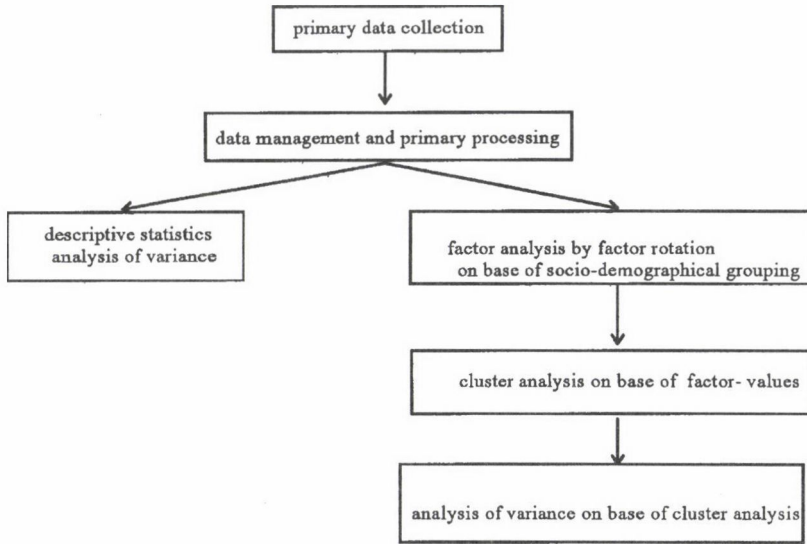 primary data collection
data management and primary processing
descriptive statistics
analysis of variance
factor analysis by factor rotation
on base of socio-demographical grouping
cluster analysis on base of factor- values
analysis of variance on base of cluster analysis